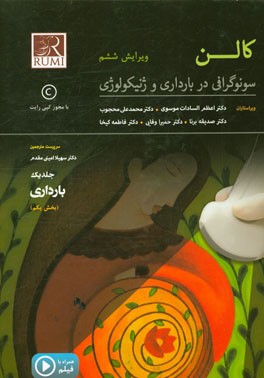 RUMI
با مجوز کپی رایت
کالن ویرایش ششم
سونوگرافی در بارداری و ژنیکولوژی
ویراستاران
دکتر اعظم السادات موسوی • دکتر محمدعلی محجوب
دکتر صدیقه برنا • دکتر حمیرا وفایی • دکتر فاطمه کیخا
سرپرست مترجمین
دکتر سهیلا امینی مقدم
جلد یک
بارداری
(بخش یکم)
همراه با
فیلم